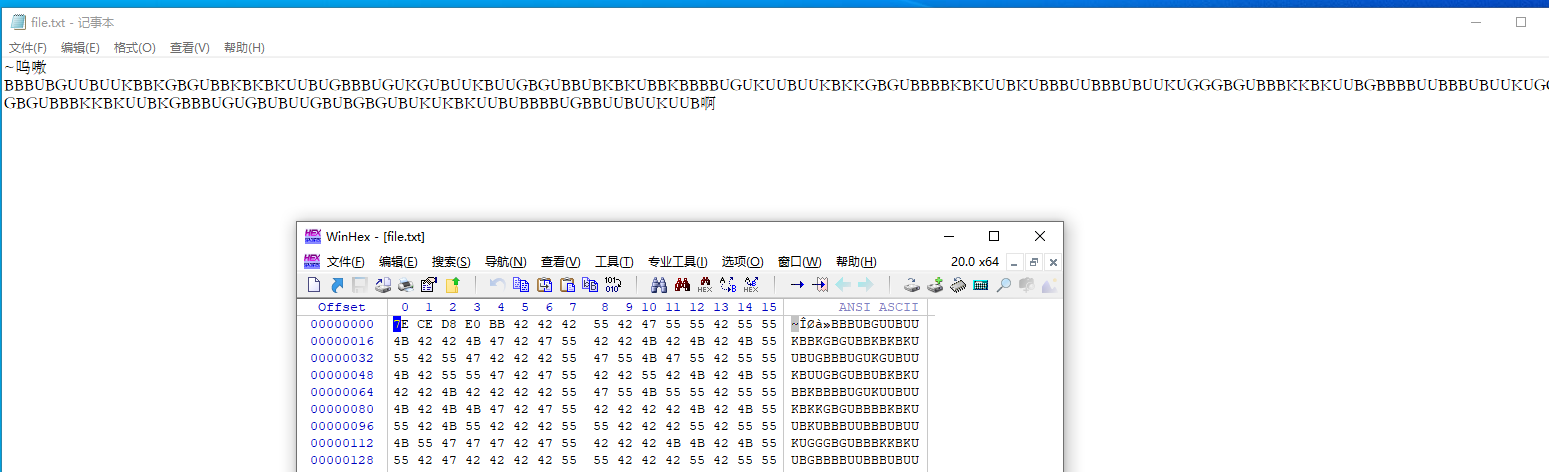 file.txt - 记事本
文件(F) 编辑(E) 格式(O) 查看(V) 帮助(H)
~呜嗷
BBBUBGUUBUUKBBKGBGUBBKBKBKUUBUGBBBUGUKGUBUUKBUUGBGUBBUBKBKUBBKBBBBUGUKUUBUUKBKKGBGUBBBBKBKUUBKUBBBUUBBBUBUUKUGGGBGUBBBKKBKUUBGBBBBUUBBBUBUUKUG
GBGUBBBKKBKUUBKGBBBUGUGBUBUUGBUBGBGUBUKUKBKUUBUBBBBUGBBUUBUUKUUB啊
WinHex - [file.txt]
文件(F) 编辑(E) 搜索(S) 导航(N) 查看(V) 工具(T) 专业工具(I) 选项(O) 窗口(W) 帮助(H) 20.0 x64
Offset 0 1 2 3 4 5 6 7 8 9 10 11 12 13 14 15 ANSI ASCII
00000000 7E CE D8 E0 BB 42 42 42 55 42 47 55 55 42 55 55 ~ÎØà»BBBUBGUUBUU
00000016 4B 42 42 4B 47 42 47 55 42 42 4B 42 4B 42 4B 55 KBBKGBGUBBKBKBKU
00000032 55 42 55 47 42 42 42 55 47 55 4B 47 55 42 55 55 UBUGBBBUGUKGUBUU
00000048 4B 42 55 55 47 42 47 55 42 42 55 42 4B 42 4B 55 KBUUGBGUBBUBKBKU
00000064 42 42 4B 42 42 42 42 55 47 55 4B 55 55 42 55 55 BBKBBBBUGUKUUBUU
00000080 4B 42 4B 4B 47 42 47 55 42 42 42 42 4B 42 4B 55 KBKKGBGUBBBBKBKU
00000096 55 42 4B 55 42 42 42 55 55 42 42 42 55 42 55 55 UBKUBBBUUBBBUBUU
00000112 4B 55 47 47 47 42 47 55 42 42 42 4B 4B 42 4B 55 KUGGGBGUBBBKKBKU
00000128 55 42 47 42 42 42 42 55 55 42 42 42 55 42 55 55 UBGBBBBUUBBBUBUU